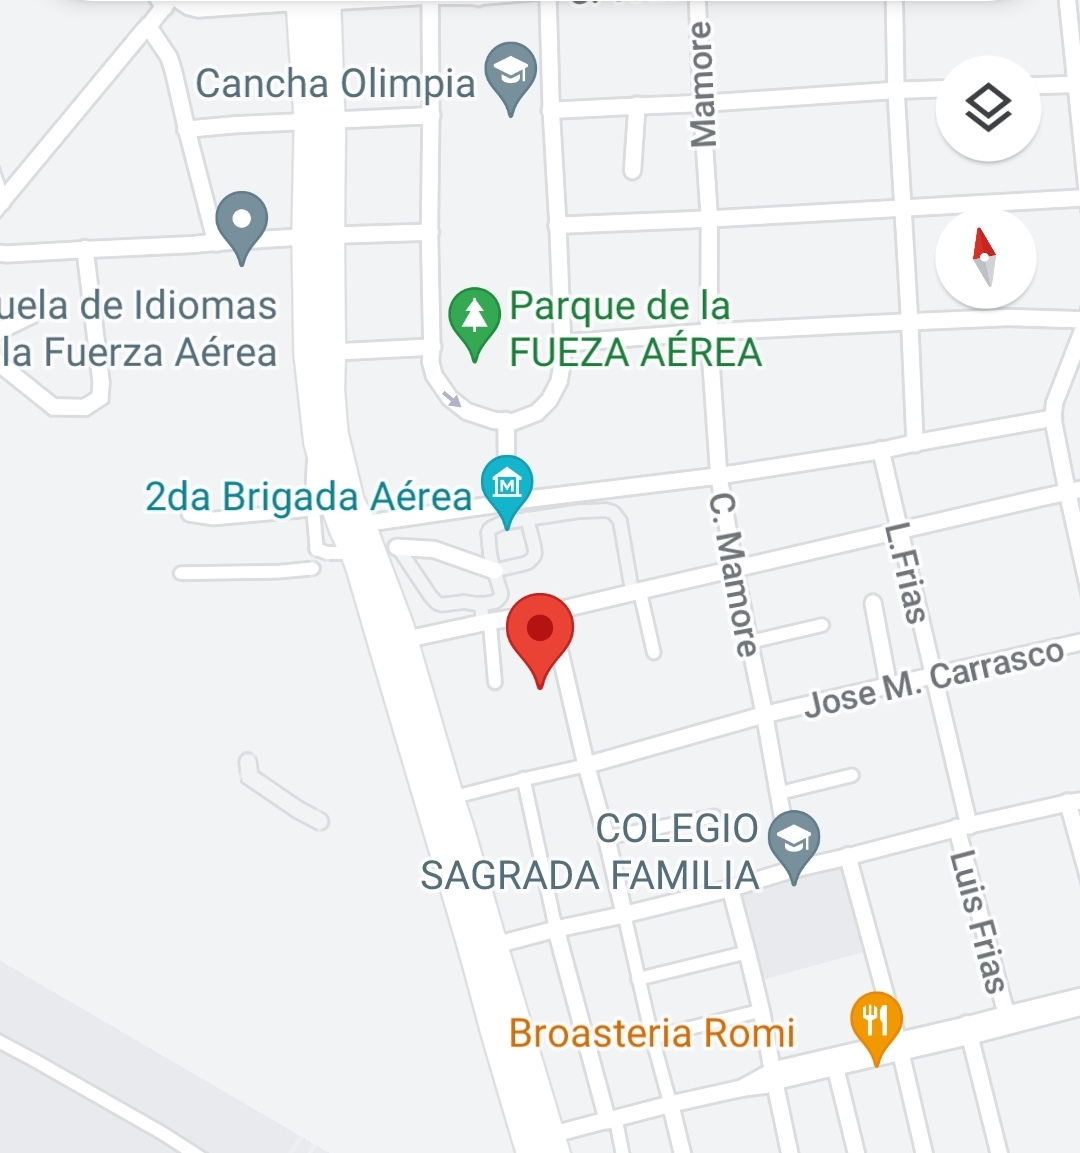 Mamore
Cancha Olimpia
uela de Idiomas
la Fuerza Aérea
Parque de la
FUEZA AÉREA
2da Brigada Aérea
M
C. Mamore
L.Frias
Jose M. Carrasco
COLEGIO
SAGRADA FAMILIA
Luis Frias
Broasteria Romi